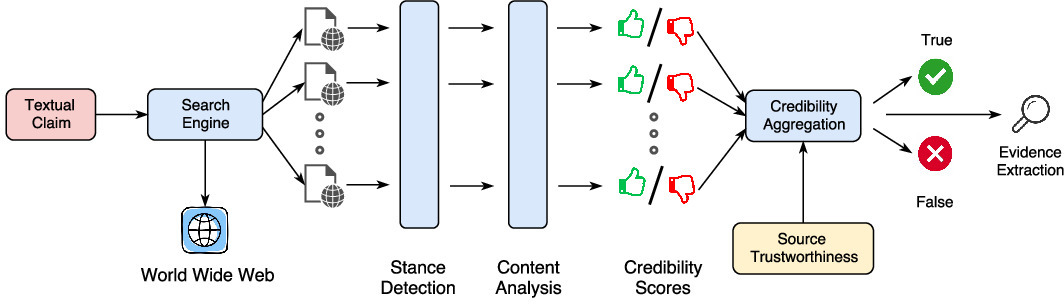 Textual
Claim
Search
Engine
World Wide Web
Stance
Detection
Content
Analysis
Credibility
Scores
Credibility
Aggregation
Source
Trustworthiness
True
False
Evidence
Extraction